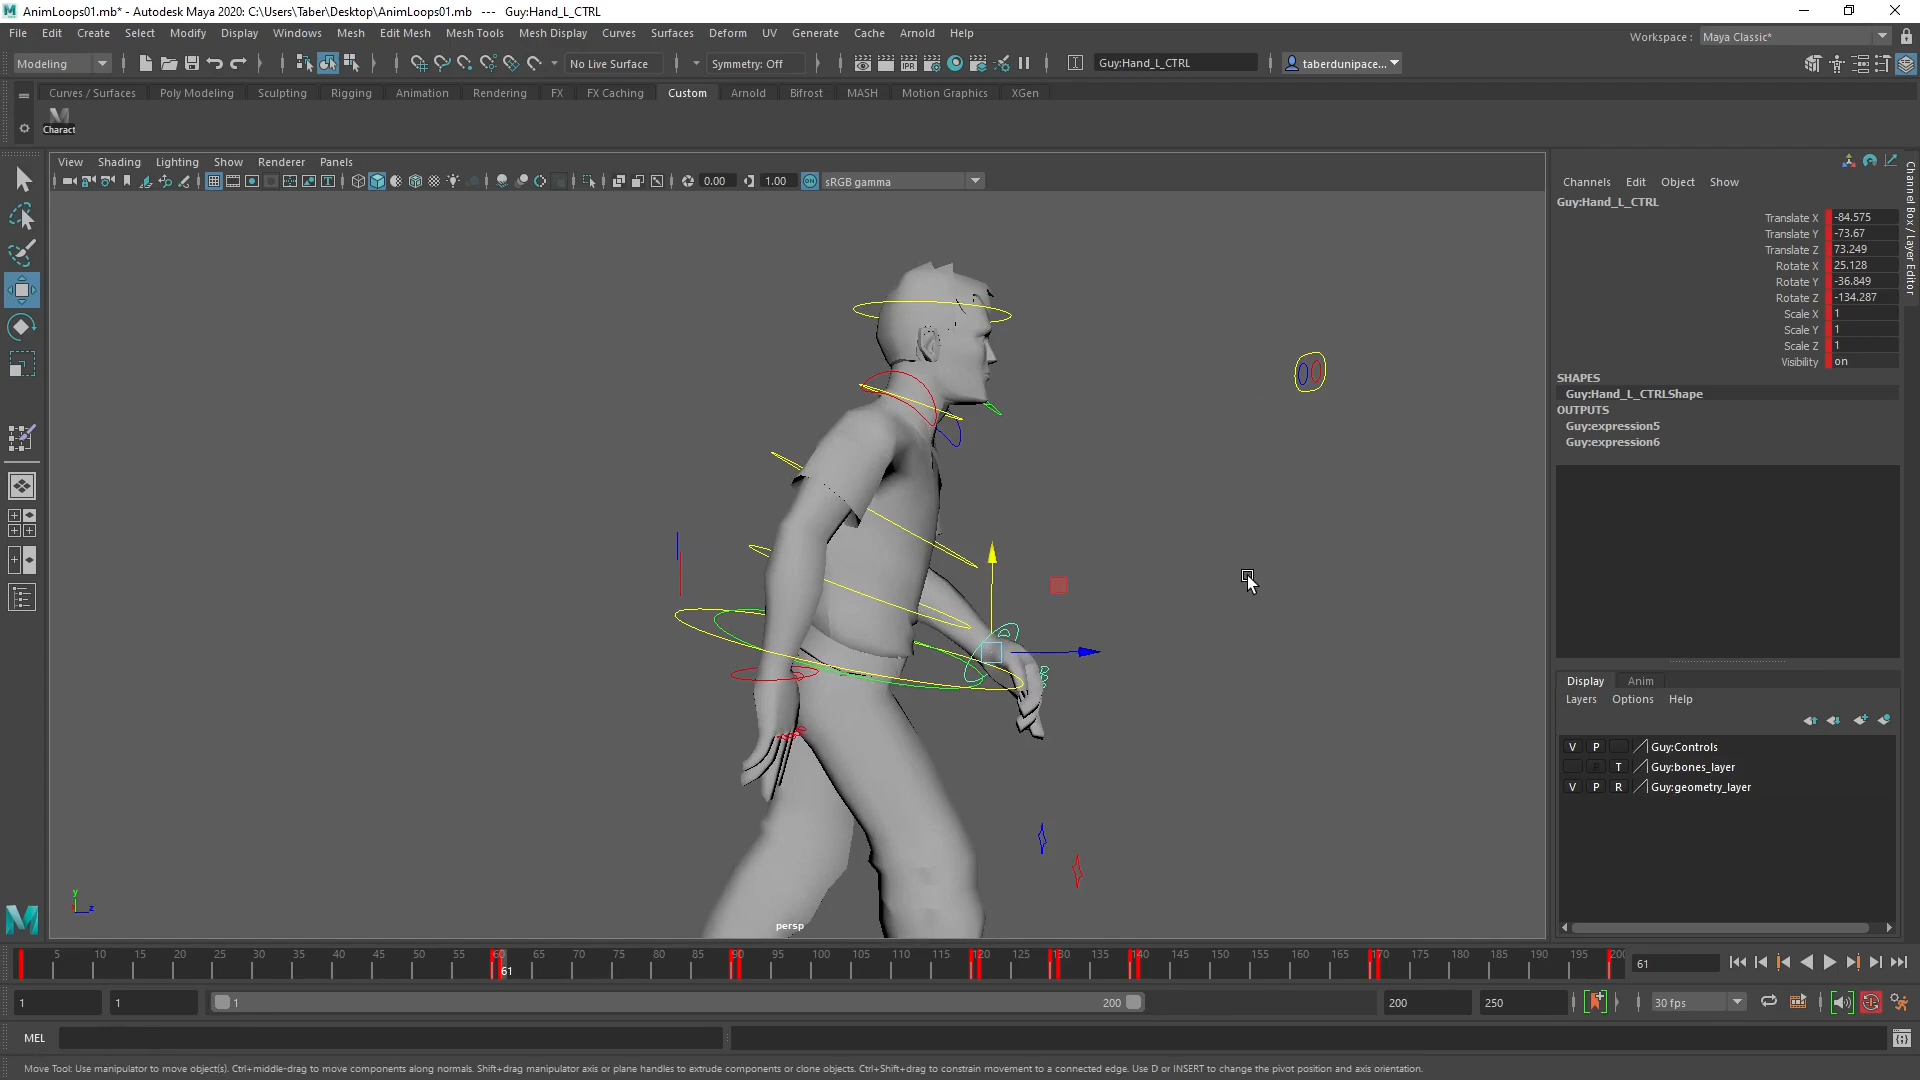 AnimLoops01.mb* - Autodesk Maya 2020: C:\Users\Taber\Desktop\AnimLoops01.mb --- Guy:Hand_L_CTRL
File Edit Create Select Modify Display Windows Mesh Edit Mesh Mesh Tools Mesh Display Curves Surfaces Deform UV Generate Cache Arnold Help
Workspace : Maya Classic*
Modeling No Live Surface Symmetry: Off Guy:Hand_L_CTRL taberdunipace...
Curves / Surfaces Poly Modeling Sculpting Rigging Animation Rendering FX FX Caching Custom Arnold Bifrost MASH Motion Graphics XGen
Charact
View Shading Lighting Show Renderer Panels
0.00 1.00 sRGB gamma
persp
y
z
Channels Edit Object Show
Guy:Hand_L_CTRL
Translate X -84.575
Translate Y -73.67
Translate Z 73.249
Rotate X 25.128
Rotate Y -36.849
Rotate Z -134.287
Scale X 1
Scale Y 1
Scale Z 1
Visibility on
SHAPES
Guy:Hand_L_CTRLShape
OUTPUTS
Guy:expression5
Guy:expression6
Channel Box / Layer Editor
Display Anim
Layers Options Help
V P Guy:Controls
P T Guy:bones_layer
V P R Guy:geometry_layer
5 10 15 20 25 30 35 40 45 50 55 60 65 70 75 80 85 90 95 100 105 110 115 120 125 130 135 140 145 150 155 160 165 170 175 180 185 190 195 200
61
61
1 1 1 200 200 250 30 fps
MEL
Move Tool: Use manipulator to move object(s). Ctrl+middle-drag to move components along normals. Shift+drag manipulator axis or plane handles to extrude components or clone objects. Ctrl+Shift+drag to constrain movement to a connected edge. Use D or INSERT to change the pivot position and axis orientation.